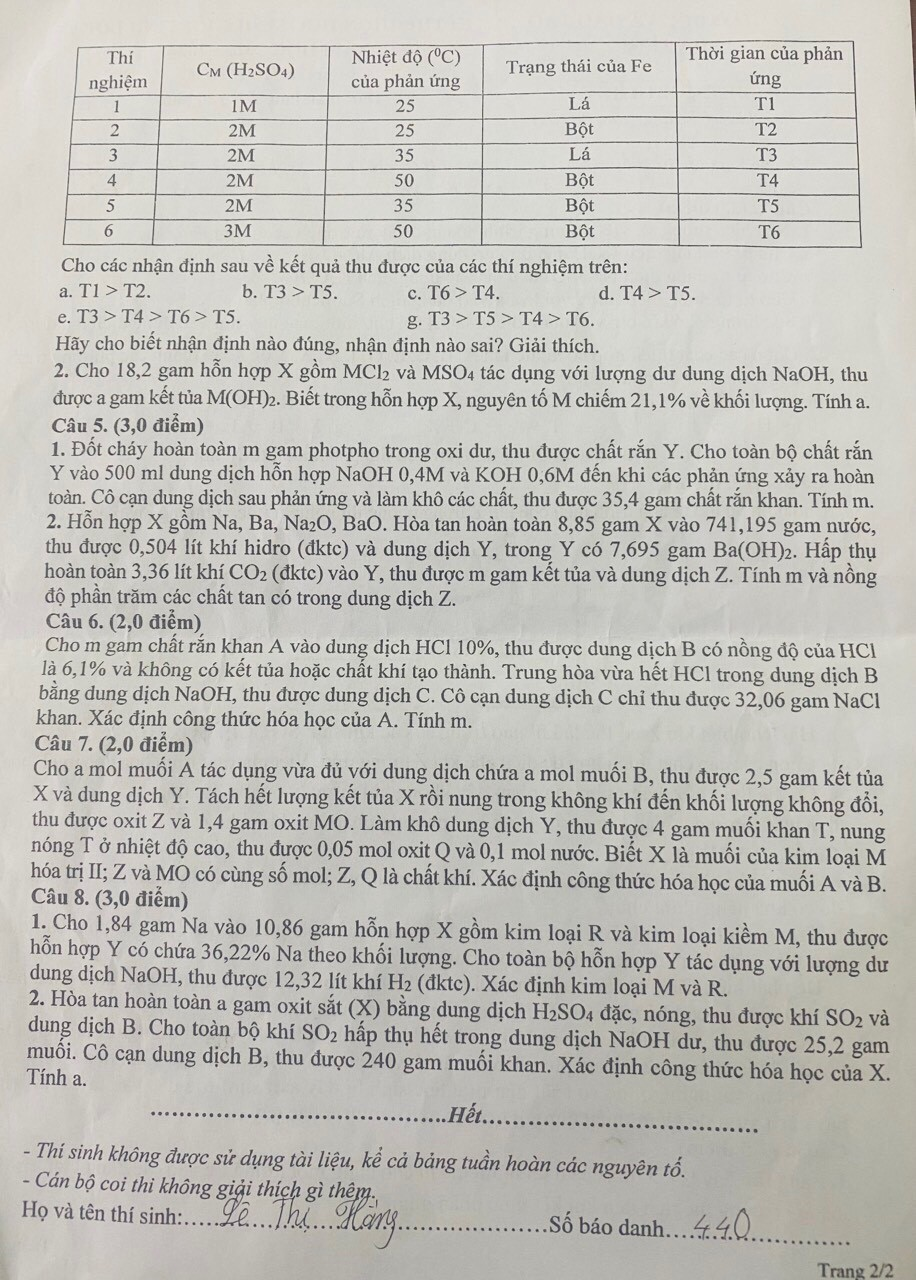 Thí nghiệm CM (H2SO4) Nhiệt độ (⁰C) của phản ứng Trạng thái của Fe Thời gian của phản ứng
1 1M 25 Lá T1
2 2M 25 Bột T2
3 2M 35 Lá T3
4 2M 50 Bột T4
5 2M 35 Bột T5
6 3M 50 Bột T6
Cho các nhận định sau về kết quả thu được của các thí nghiệm trên:
a. T1 > T2. b. T3 > T5. c. T6 > T4. d. T4 > T5.
e. T3 > T4 > T6 > T5. g. T3 > T5 > T4 > T6.
Hãy cho biết nhận định nào đúng, nhận định nào sai? Giải thích.
2. Cho 18,2 gam hỗn hợp X gồm MCl2 và MSO4 tác dụng với lượng dư dung dịch NaOH, thu
được a gam kết tủa M(OH)2. Biết trong hỗn hợp X, nguyên tố M chiếm 21,1% về khối lượng. Tính a.
Câu 5. (3,0 điểm)
1. Đốt cháy hoàn toàn m gam photpho trong oxi dư, thu được chất rắn Y. Cho toàn bộ chất rắn
Y vào 500 ml dung dịch hỗn hợp NaOH 0,4M và KOH 0,6M đến khi các phản ứng xảy ra hoàn
toàn. Cô cạn dung dịch sau phản ứng và làm khô các chất, thu được 35,4 gam chất rắn khan. Tính m.
2. Hỗn hợp X gồm Na, Ba, Na2O, BaO. Hòa tan hoàn toàn 8,85 gam X vào 741,195 gam nước,
thu được 0,504 lít khí hidro (đktc) và dung dịch Y, trong Y có 7,695 gam Ba(OH)2. Hấp thụ
hoàn toàn 3,36 lít khí CO2 (đktc) vào Y, thu được m gam kết tủa và dung dịch Z. Tính m và nồng
độ phần trăm các chất tan có trong dung dịch Z.
Câu 6. (2,0 điểm)
Cho m gam chất rắn khan A vào dung dịch HCl 10%, thu được dung dịch B có nồng độ của HCl
là 6,1% và không có kết tủa hoặc chất khí tạo thành. Trung hòa vừa hết HCl trong dung dịch B
bằng dung dịch NaOH, thu được dung dịch C. Cô cạn dung dịch C chỉ thu được 32,06 gam NaCl
khan. Xác định công thức hóa học của A. Tính m.
Câu 7. (2,0 điểm)
Cho a mol muối A tác dụng vừa đủ với dung dịch chứa a mol muối B, thu được 2,5 gam kết tủa
X và dung dịch Y. Tách hết lượng kết tủa X rồi nung trong không khí đến khối lượng không đổi,
thu được oxit Z và 1,4 gam oxit MO. Làm khô dung dịch Y, thu được 4 gam muối khan T, nung
nóng T ở nhiệt độ cao, thu được 0,05 mol oxit Q và 0,1 mol nước. Biết X là muối của kim loại M
hóa trị II; Z và MO có cùng số mol; Z, Q là chất khí. Xác định công thức hóa học của muối A và B.
Câu 8. (3,0 điểm)
1. Cho 1,84 gam Na vào 10,86 gam hỗn hợp X gồm kim loại R và kim loại kiềm M, thu được
hỗn hợp Y có chứa 36,22% Na theo khối lượng. Cho toàn bộ hỗn hợp Y tác dụng với lượng dư
dung dịch NaOH, thu được 12,32 lít khí H2 (đktc). Xác định kim loại M và R.
2. Hòa tan hoàn toàn a gam oxit sắt (X) bằng dung dịch H2SO4 đặc, nóng, thu được khí SO2 và
dung dịch B. Cho toàn bộ khí SO2 hấp thụ hết trong dung dịch NaOH dư, thu được 25,2 gam
muối. Cô cạn dung dịch B, thu được 240 gam muối khan. Xác định công thức hóa học của X.
Tính a.
........................................Hết........................................
- Thí sinh không được sử dụng tài liệu, kể cả bảng tuần hoàn các nguyên tố.
- Cán bộ coi thi không giải thích gì thêm.
Họ và tên thí sinh:.....Lê...Thị...Hằng......................Số báo danh....440...............
Trang 2/2